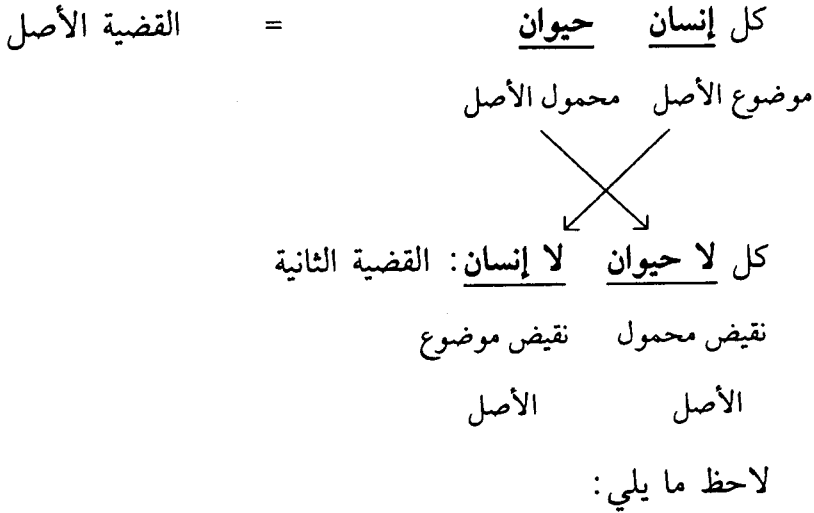 كل إنسان حيوان = القضية الأصل
موضوع الأصل محمول الأصل
كل لا حيوان لا إنسان: القضية الثانية
نقيض محمول نقيض موضوع
الأصل الأصل
لاحظ ما يلي: